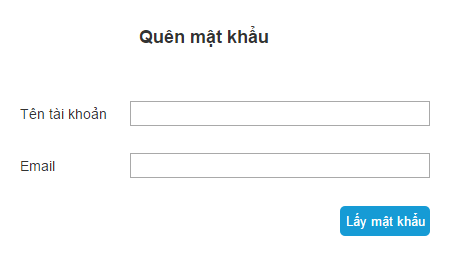 Quên mật khẩu
Tên tài khoản
Email
Lấy mật khẩu